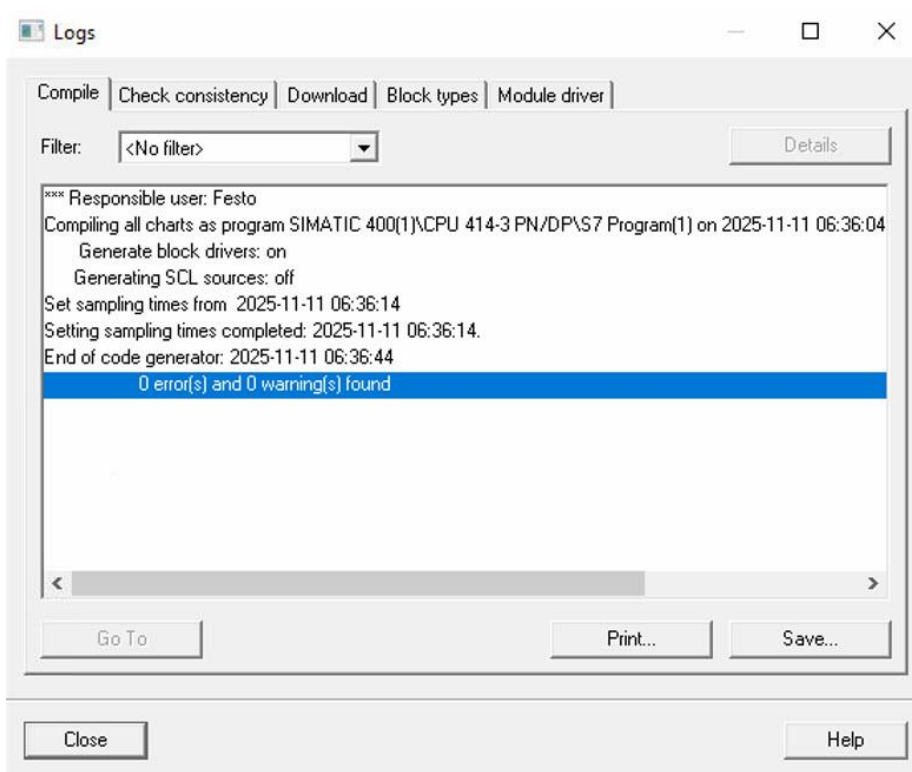 Logs
Compile Check consistency Download Block types Module driver
Filter: <No filter> Details
*** Responsible user: Festo
Compiling all charts as program SIMATIC 400(1)\CPU 414-3 PN/DP\S7 Program(1) on 2025-11-11 06:36:04
Generate block drivers: on
Generating SCL sources: off
Set sampling times from 2025-11-11 06:36:14
Setting sampling times completed: 2025-11-11 06:36:14.
End of code generator: 2025-11-11 06:36:44
0 error(s) and 0 warning(s) found
Go To Print... Save...
Close Help